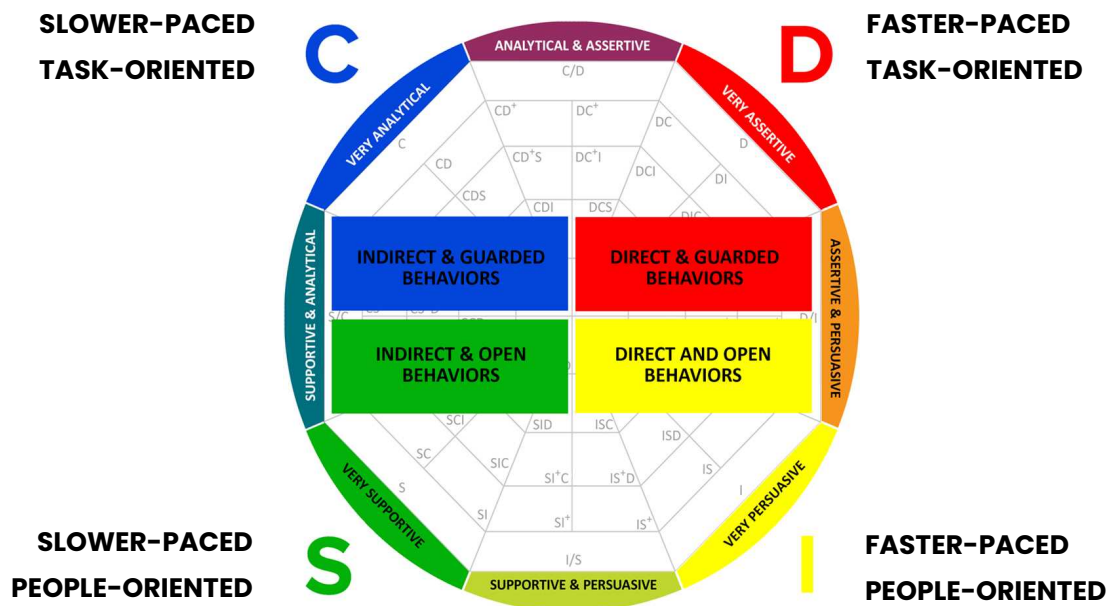 SLOWER-PACED
TASK-ORIENTED
C
ANALYTICAL & ASSERTIVE
D
FASTER-PACED
TASK-ORIENTED
VERY ANALYTICAL
VERY ASSERTIVE
C/D
CD+
DC+
DC
C
D
CD
CD+S
DC+I
DCI
DI
CDS
CDI
DCS
DIC
SUPPORTIVE & ANALYTICAL
INDIRECT & GUARDED
BEHAVIORS
DIRECT & GUARDED
BEHAVIORS
ASSERTIVE & PERSUASIVE
S/C
D/I
INDIRECT & OPEN
BEHAVIORS
DIRECT AND OPEN
BEHAVIORS
SCI
SID
ISC
ISD
SC
SIC
SI+C
IS+D
IS
S
I
SI
SI+
IS+
VERY SUPPORTIVE
VERY PERSUASIVE
I/S
SUPPORTIVE & PERSUASIVE
SLOWER-PACED
PEOPLE-ORIENTED
S
I
FASTER-PACED
PEOPLE-ORIENTED